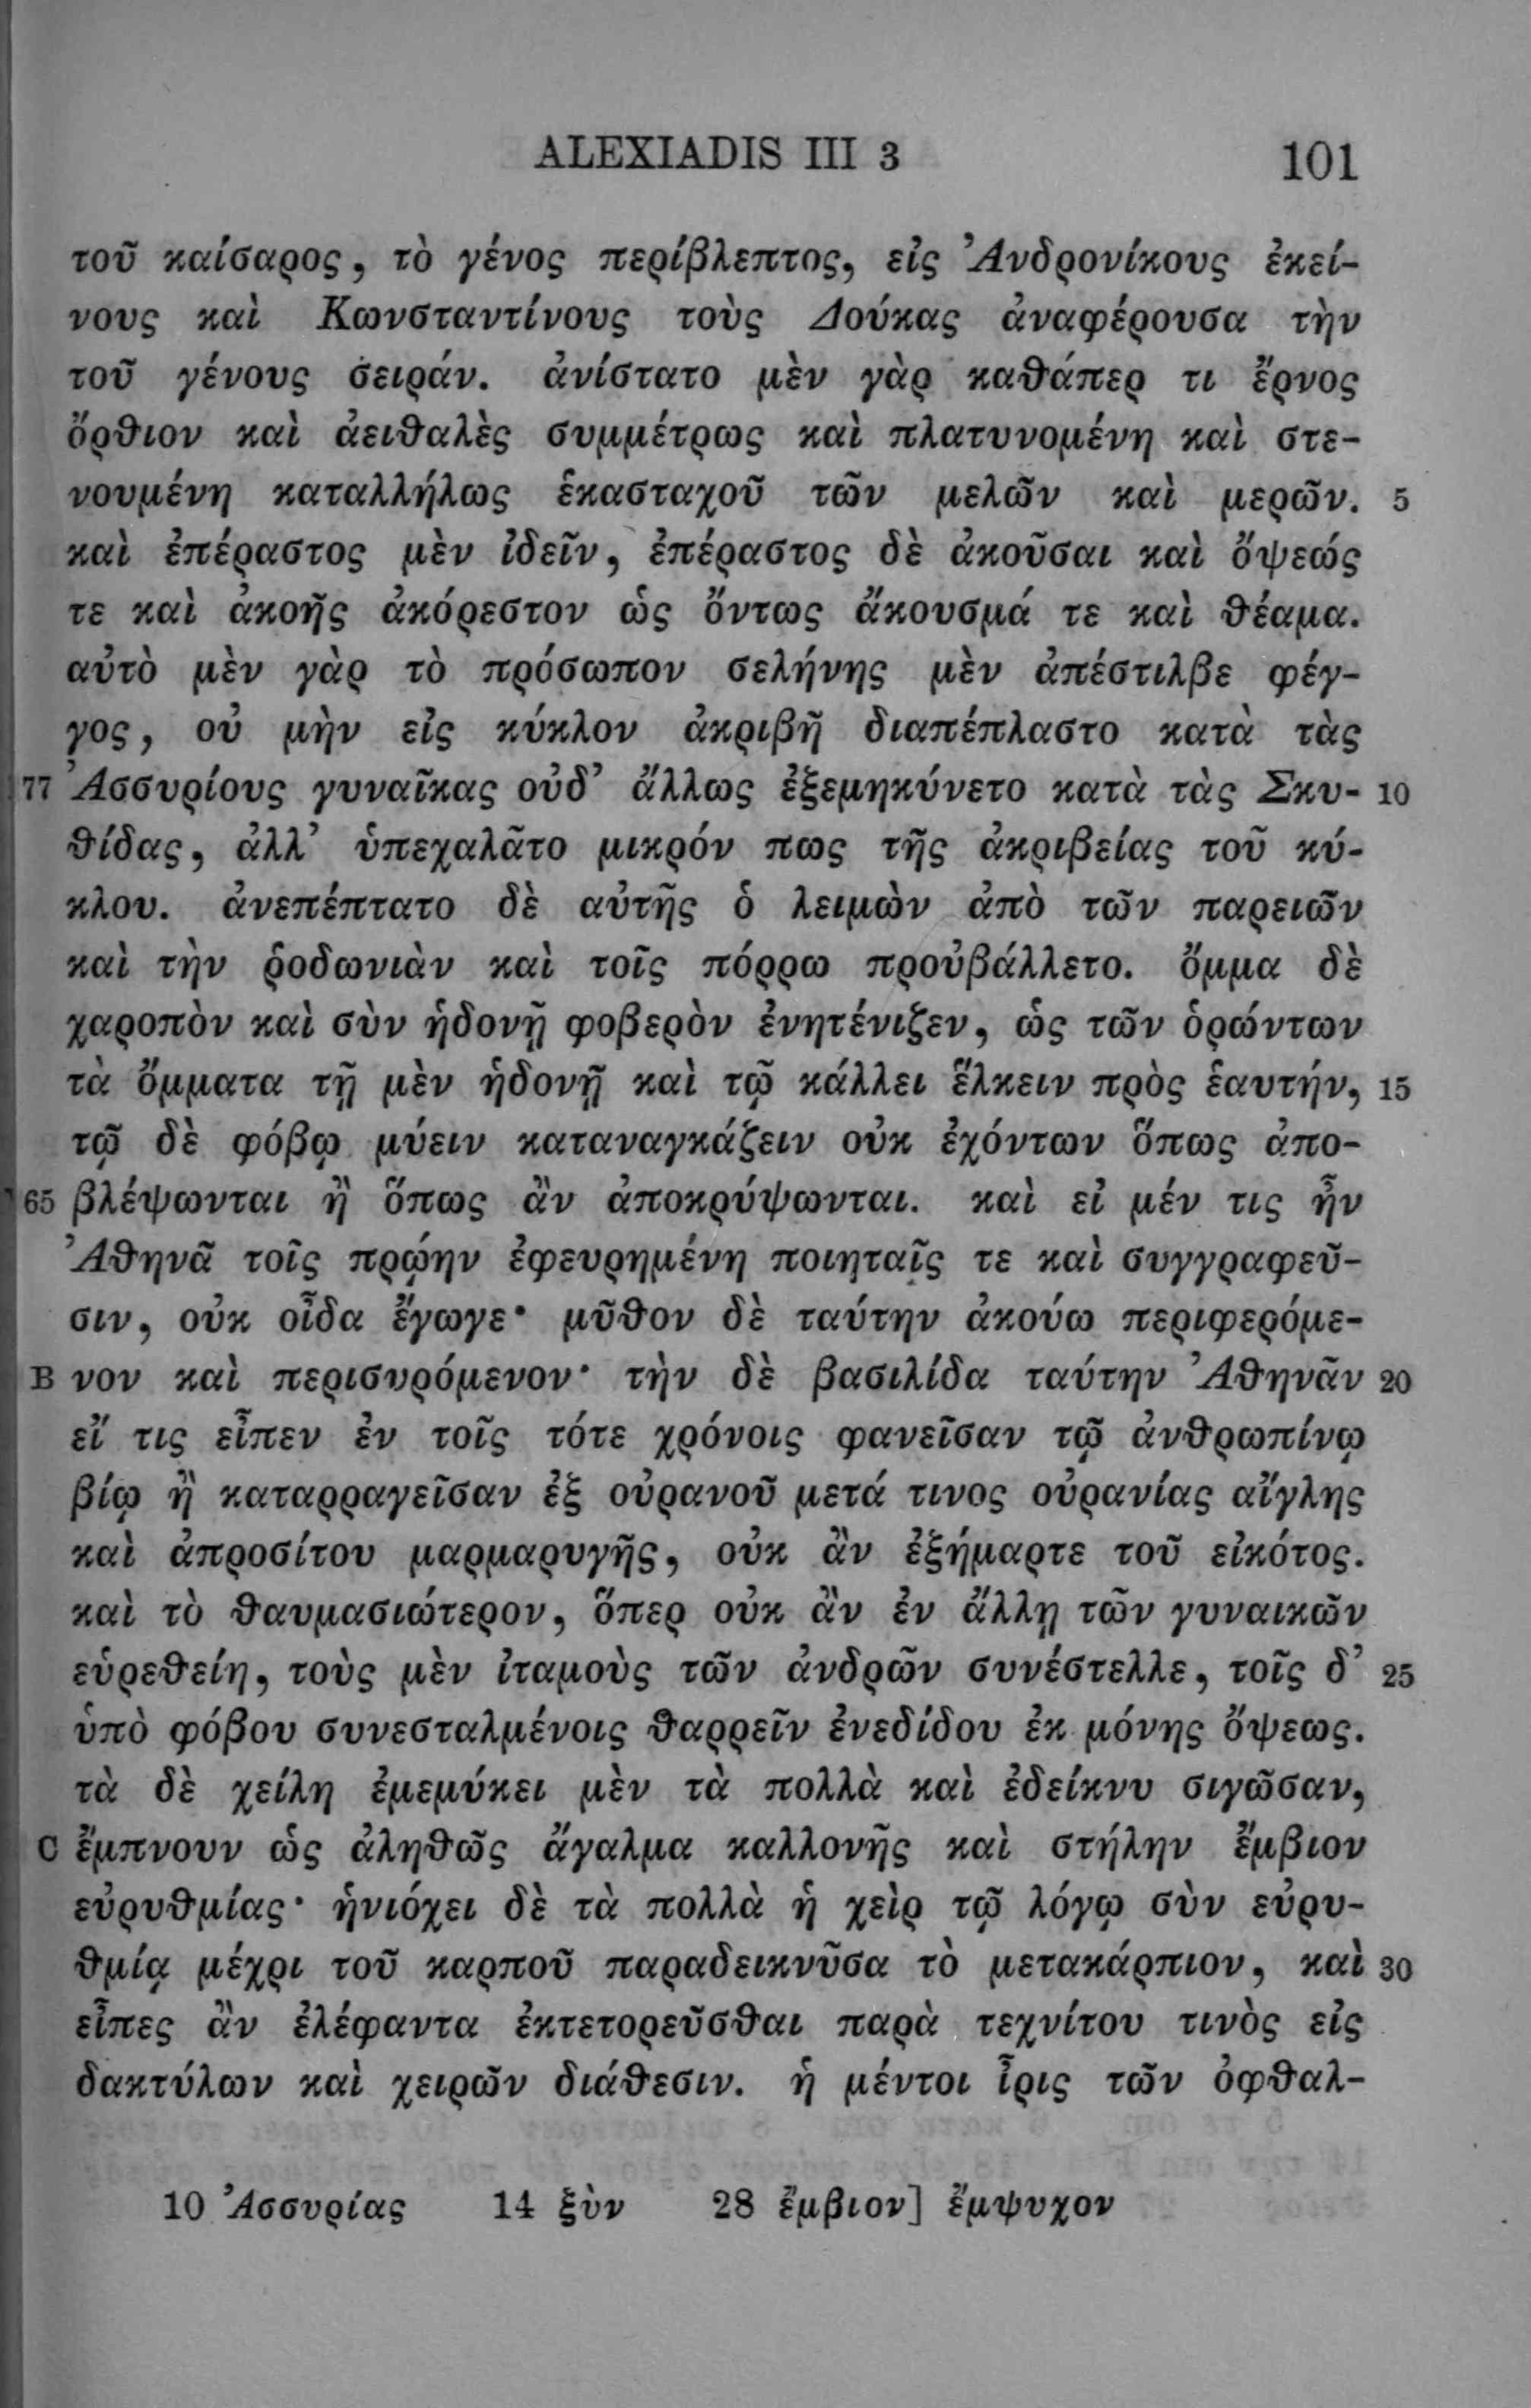 ALEXIADIS III 3 101
τοῦ καίσαρος, τὸ γένος περίβλεπτος, εἰς Ἀνδρονίκους ἐκεί-
νους καὶ Κωνσταντίνους τοὺς Δούκας ἀναφέρουσα τὴν
τοῦ γένους σειράν. ἀνίστατο μὲν γὰρ καθάπερ τι ἔρνος
ὄρθιον καὶ ἀειθαλὲς συμμέτρως καὶ πλατυνομένη καὶ στε-
νουμένη καταλλήλως ἑκασταχοῦ τῶν μελῶν καὶ μερῶν. 5
καὶ ἐπέραστος μὲν ἰδεῖν, ἐπέραστος δὲ ἀκοῦσαι καὶ ὄψεώς
τε καὶ ἀκοῆς ἀκόρεστον ὡς ὄντως ἄκουσμά τε καὶ θέαμα.
αὐτὸ μὲν γὰρ τὸ πρόσωπον σελήνης μὲν ἀπέστιλβε φέγ-
γος, οὐ μὴν εἰς κύκλον ἀκριβῆ διαπέπλαστο κατὰ τὰς
77 Ἀσσυρίους γυναῖκας οὐδ’ ἄλλως ἐξεμηκύνετο κατὰ τὰς Σκυ- 10
θίδας, ἀλλ’ ὑπεχαλᾶτο μικρόν πως τῆς ἀκριβείας τοῦ κύ-
κλου. ἀνεπέπτατο δὲ αὐτῆς ὁ λειμὼν ἀπὸ τῶν παρειῶν
καὶ τὴν ῥοδωνιὰν καὶ τοῖς πόρρω προὐβάλλετο. ὄμμα δὲ
χαροπὸν καὶ σὺν ἡδονῇ φοβερὸν ἐνητένιζεν, ὡς τῶν ὁρώντων
τὰ ὄμματα τῇ μὲν ἡδονῇ καὶ τῷ κάλλει ἕλκειν πρὸς ἑαυτήν, 15
τῷ δὲ φόβῳ μύειν καταναγκάζειν οὐκ ἐχόντων ὅπως ἀπο-
65 βλέψωνται ἢ ὅπως ἂν ἀποκρύψωνται. καὶ εἰ μέν τις ἦν
Ἀθηνᾶ τοῖς πρῴην ἐφευρημένη ποιηταῖς τε καὶ συγγραφεῦ-
σιν, οὐκ οἶδα ἔγωγε· μῦθον δὲ ταύτην ἀκούω περιφερόμε-
B νον καὶ περισυρόμενον· τὴν δὲ βασιλίδα ταύτην Ἀθηνᾶν 20
εἴ τις εἶπεν ἐν τοῖς τότε χρόνοις φανεῖσαν τῷ ἀνθρωπίνῳ
βίῳ ἢ καταρραγεῖσαν ἐξ οὐρανοῦ μετά τινος οὐρανίας αἴγλης
καὶ ἀπροσίτου μαρμαρυγῆς, οὐκ ἂν ἐξήμαρτε τοῦ εἰκότος.
καὶ τὸ θαυμασιώτερον, ὅπερ οὐκ ἂν ἐν ἄλλῃ τῶν γυναικῶν
εὑρεθείη, τοὺς μὲν ἰταμοὺς τῶν ἀνδρῶν συνέστελλε, τοῖς δ’ 25
ὑπὸ φόβου συνεσταλμένοις θαρρεῖν ἐνεδίδου ἐκ μόνης ὄψεως.
τὰ δὲ χείλη ἐμεμύκει μὲν τὰ πολλὰ καὶ ἐδείκνυ σιγῶσαν,
C ἔμπνουν ὡς ἀληθῶς ἄγαλμα καλλονῆς καὶ στήλην ἔμβιον
εὐρυθμίας· ἡνιόχει δὲ τὰ πολλὰ ἡ χεὶρ τῷ λόγῳ σὺν εὐρυ-
θμίᾳ μέχρι τοῦ καρποῦ παραδεικνῦσα τὸ μετακάρπιον, καὶ 30
εἶπες ἂν ἐλέφαντα ἐκτετορεῦσθαι παρὰ τεχνίτου τινὸς εἰς
δακτύλων καὶ χειρῶν διάθεσιν. ἡ μέντοι ἶρις τῶν ὀφθαλ-
10 Ἀσσυρίας 14 ξὺν 28 ἔμβιον] ἔμψυχον